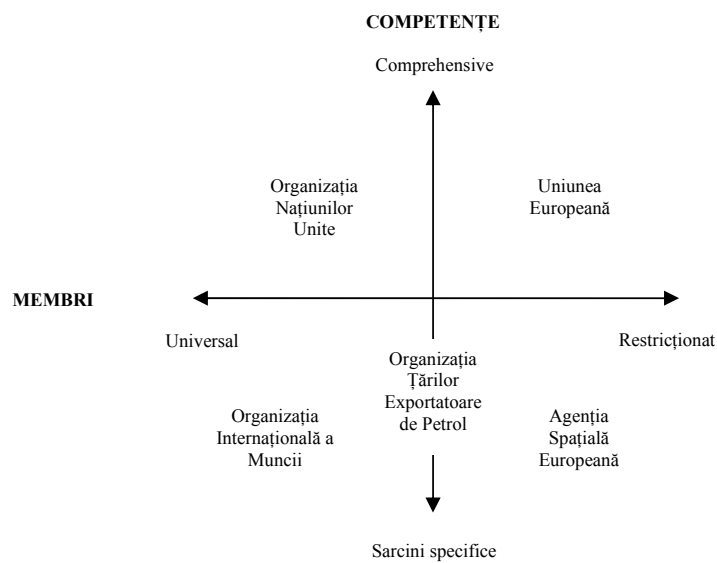 COMPETENȚE
Comprehensive
Organizația
Națiunilor
Unite
Uniunea
Europeană
MEMBRI
Universal
Restricționat
Organizația
Țărilor
Exportatoare
de Petrol
Organizația
Internațională a
Muncii
Agenția
Spațială
Europeană
Sarcini specifice